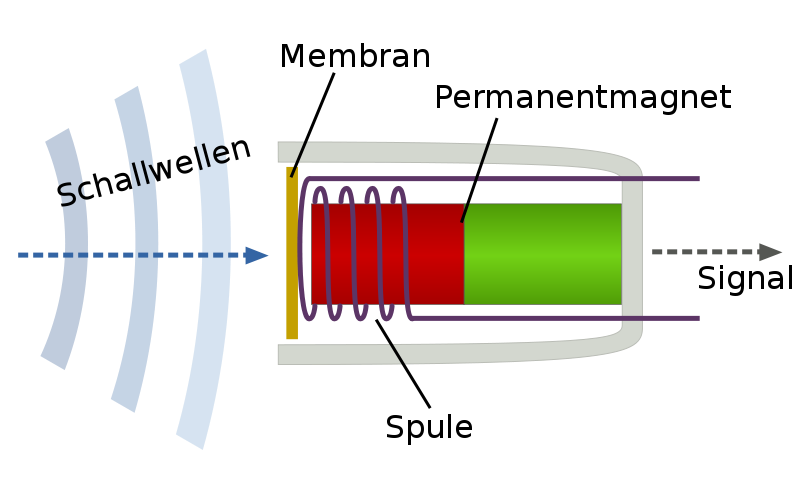 Membran
Permanentmagnet
Schallwellen
Signal
Spule